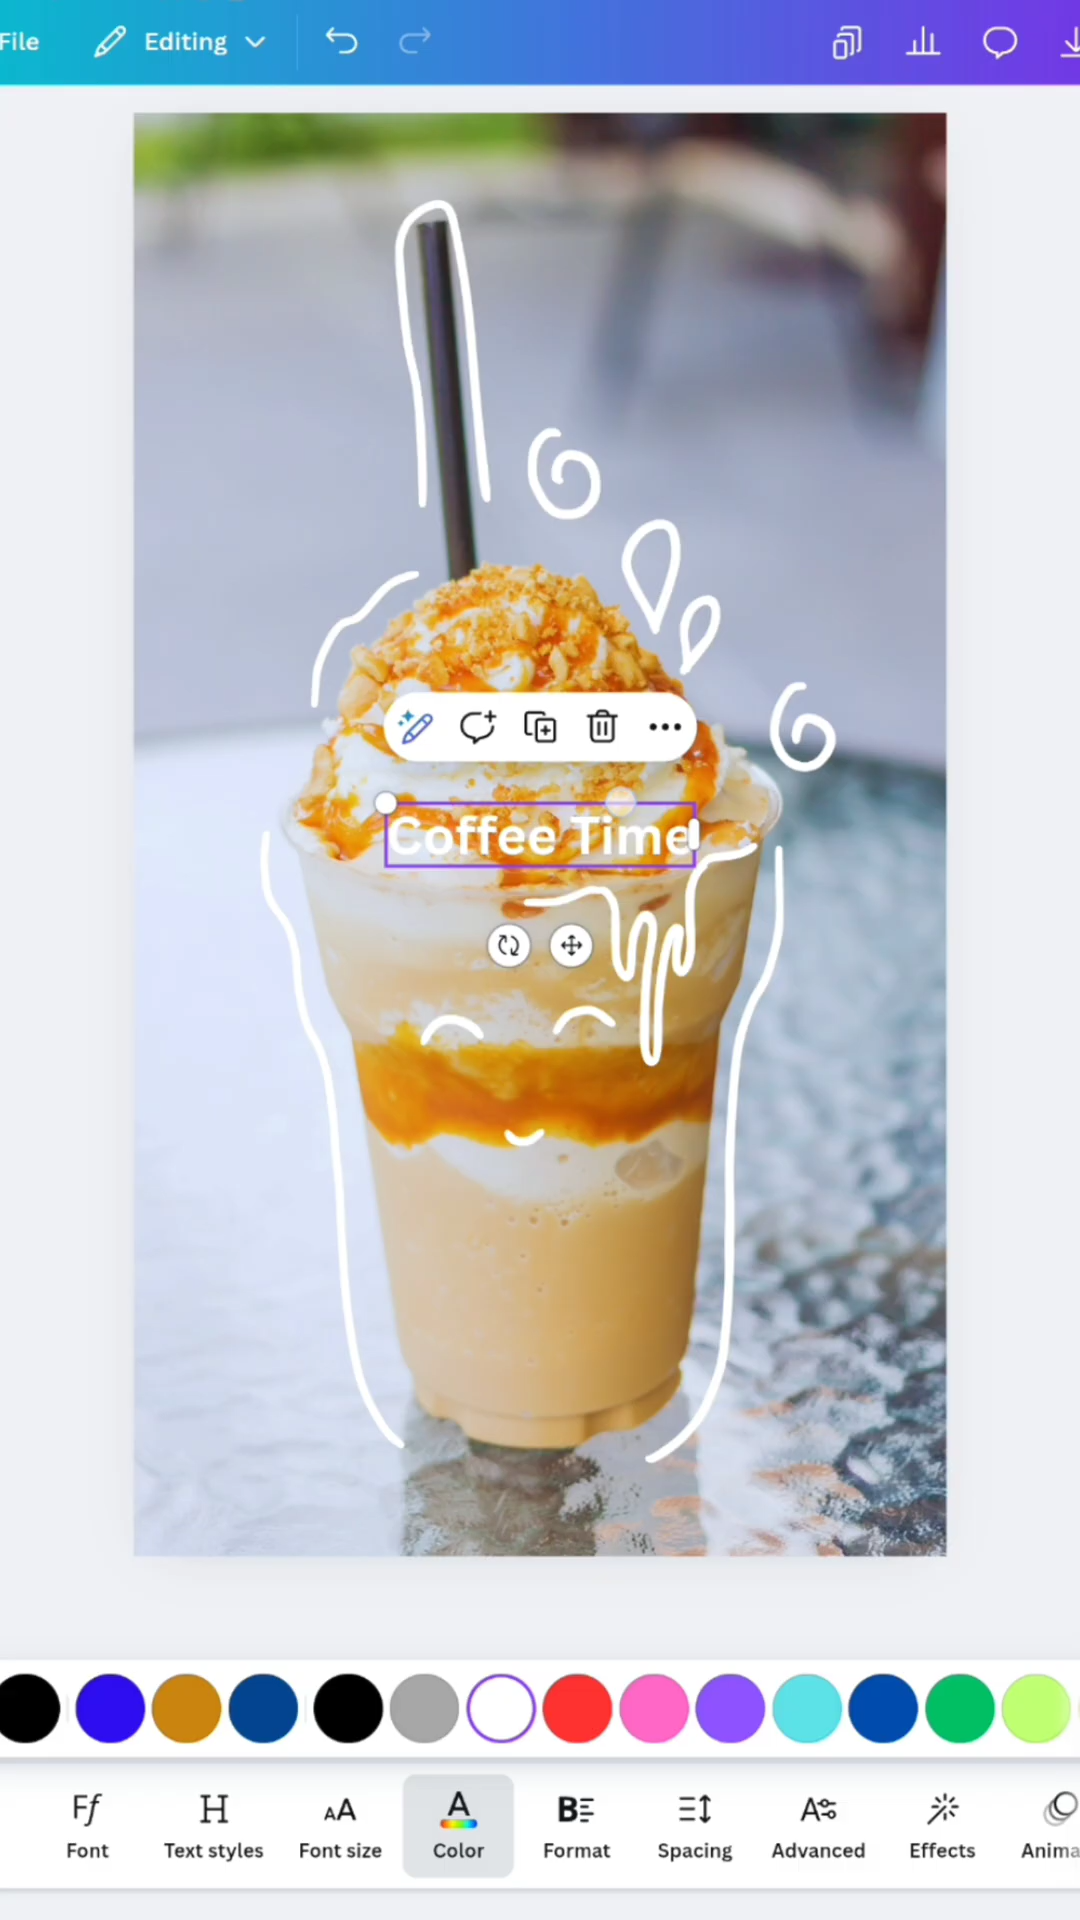 File Editing
Coffee Time
Ff H AA A B A
Font Text styles Font size Color Format Spacing Advanced Effects Anima